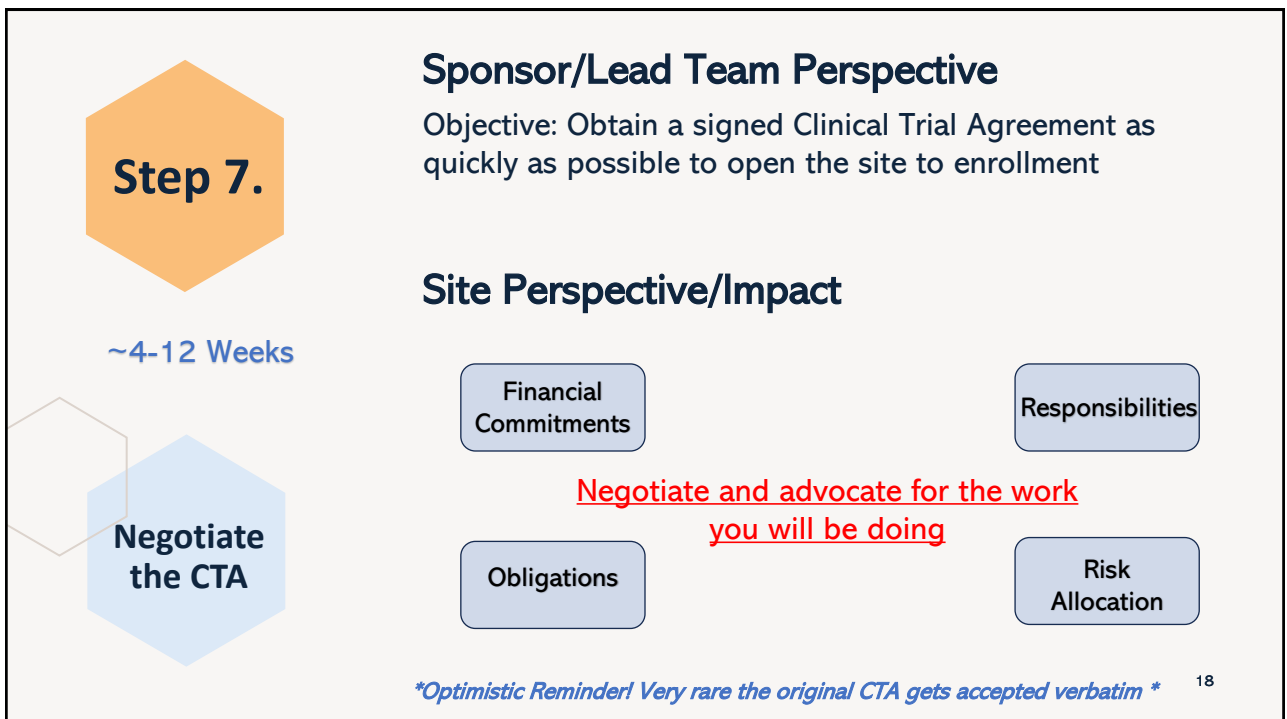 Step 7.
~4-12 Weeks
Negotiate
the CTA
Sponsor/Lead Team Perspective
Objective: Obtain a signed Clinical Trial Agreement as
quickly as possible to open the site to enrollment
Site Perspective/Impact
Financial
Commitments
Responsibilities
Negotiate and advocate for the work
you will be doing
Obligations
Risk
Allocation
*Optimistic Reminder! Very rare the original CTA gets accepted verbatim *
18